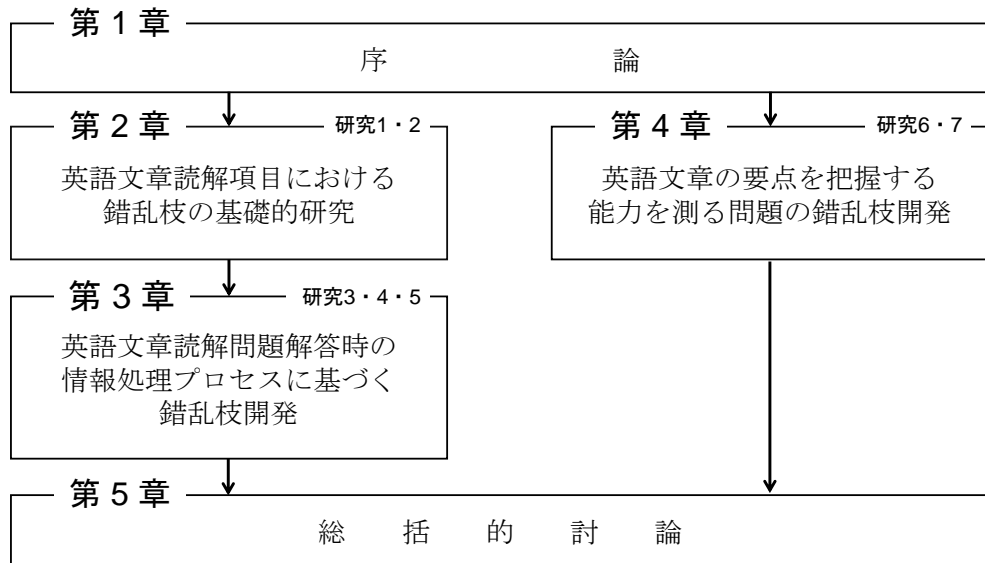 第 1 章
序 論
第 2 章
研究1・2
英語文章読解項目における
錯乱枝の基礎的研究
第 3 章
研究3・4・5
英語文章読解問題解答時の
情報処理プロセスに基づく
錯乱枝開発
第 4 章
研究6・7
英語文章の要点を把握する
能力を測る問題の錯乱枝開発
第 5 章
総 括 的 討 論